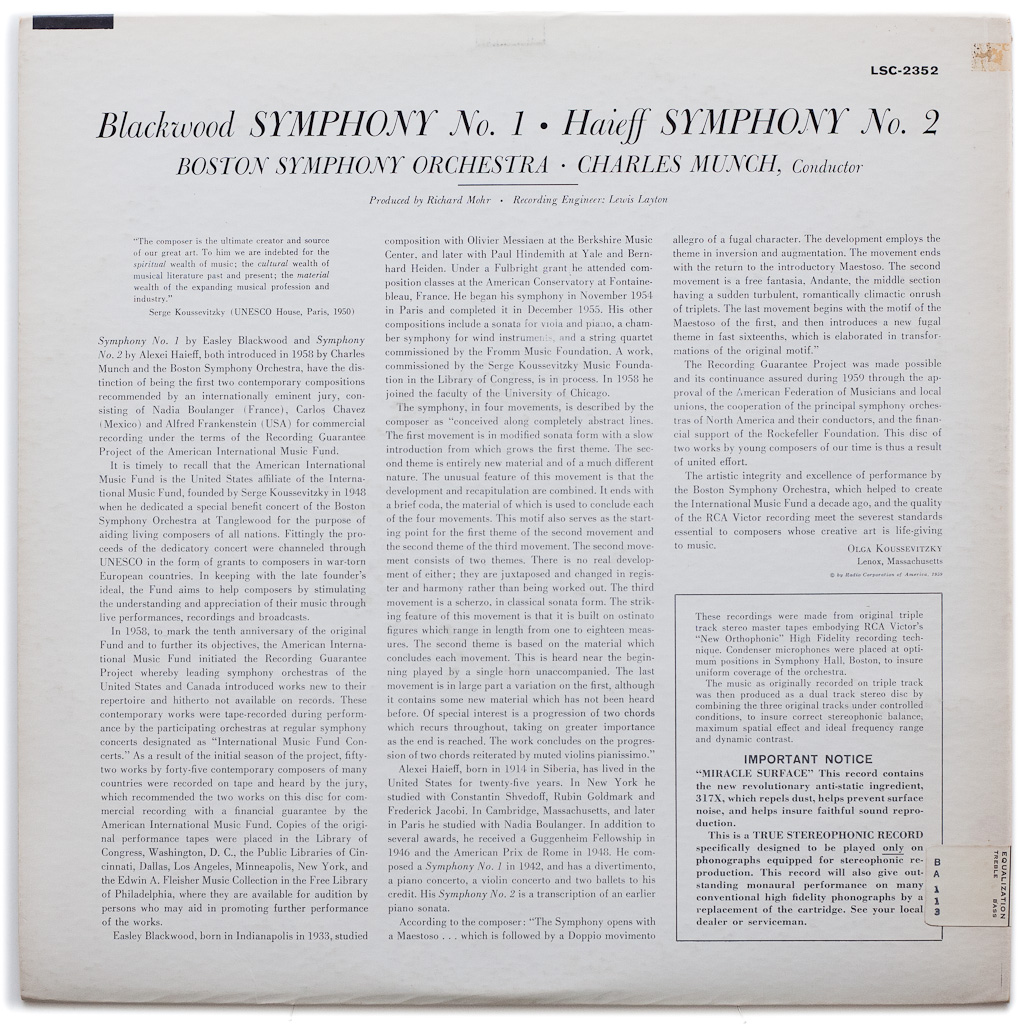 LSC-2352
Blackwood SYMPHONY No. 1 • Haieff SYMPHONY No. 2
BOSTON SYMPHONY ORCHESTRA · CHARLES MUNCH, Conductor
Produced by Richard Mohr • Recording Engineer: Lewis Layton
“The composer is the ultimate creator and source
of our great art. To him we are indebted for the
spiritual wealth of music; the cultural wealth of
musical literature past and present; the material
wealth of the expanding musical profession and
industry.”
Serge Koussevitzky (UNESCO House, Paris, 1950)
Symphony No. 1 by Easley Blackwood and Symphony
No. 2 by Alexei Haieff, both introduced in 1958 by Charles
Munch and the Boston Symphony Orchestra, have the dis-
tinction of being the first two contemporary compositions
recommended by an internationally eminent jury, con-
sisting of Nadia Boulanger (France), Carlos Chavez
(Mexico) and Alfred Frankenstein (USA) for commercial
recording under the terms of the Recording Guarantee
Project of the American International Music Fund.
It is timely to recall that the American International
Music Fund is the United States affiliate of the Interna-
tional Music Fund, founded by Serge Koussevitzky in 1948
when he dedicated a special benefit concert of the Boston
Symphony Orchestra at Tanglewood for the purpose of
aiding living composers of all nations. Fittingly the pro-
ceeds of the dedicatory concert were channeled through
UNESCO in the form of grants to composers in war-torn
European countries. In keeping with the late founder’s
ideal, the Fund aims to help composers by stimulating
the understanding and appreciation of their music through
live performances, recordings and broadcasts.
In 1958, to mark the tenth anniversary of the original
Fund and to further its objectives, the American Interna-
tional Music Fund initiated the Recording Guarantee
Project whereby leading symphony orchestras of the
United States and Canada introduced works new to their
repertoire and hitherto not available on records. These
contemporary works were tape-recorded during perform-
ance by the participating orchestras at regular symphony
concerts designated as “International Music Fund Con-
certs.” As a result of the initial season of the project, fifty-
two works by forty-five contemporary composers of many
countries were recorded on tape and heard by the jury,
which recommended the two works on this disc for com-
mercial recording with a financial guarantee by the
American International Music Fund. Copies of the origi-
nal performance tapes were placed in the Library of
Congress, Washington, D. C., the Public Libraries of Cin-
cinnati, Dallas, Los Angeles, Minneapolis, New York, and
the Edwin A. Fleisher Music Collection in the Free Library
of Philadelphia, where they are available for audition by
persons who may aid in promoting further performance
of the works.
Easley Blackwood, born in Indianapolis in 1933, studied
composition with Olivier Messiaen at the Berkshire Music
Center, and later with Paul Hindemith at Yale and Bern-
hard Heiden. Under a Fulbright grant he attended com-
position classes at the American Conservatory at Fontaine-
bleau, France. He began his symphony in November 1954
in Paris and completed it in December 1955. His other
compositions include a sonata for viola and piano, a cham-
ber symphony for wind instruments, and a string quartet
commissioned by the Fromm Music Foundation. A work,
commissioned by the Serge Koussevitzky Music Founda-
tion in the Library of Congress, is in process. In 1958 he
joined the faculty of the University of Chicago.
The symphony, in four movements, is described by the
composer as “conceived along completely abstract lines.
The first movement is in modified sonata form with a slow
introduction from which grows the first theme. The sec-
ond theme is entirely new material and of a much different
nature. The unusual feature of this movement is that the
development and recapitulation are combined. It ends with
a brief coda, the material of which is used to conclude each
of the four movements. This motif also serves as the start-
ing point for the first theme of the second movement and
the second theme of the third movement. The second move-
ment consists of two themes. There is no real develop-
ment of either; they are juxtaposed and changed in regis-
ter and harmony rather than being worked out. The third
movement is a scherzo, in classical sonata form. The strik-
ing feature of this movement is that it is built on ostinato
figures which range in length from one to eighteen meas-
ures. The second theme is based on the material which
concludes each movement. This is heard near the begin-
ning played by a single horn unaccompanied. The last
movement is in large part a variation on the first, although
it contains some new material which has not been heard
before. Of special interest is a progression of two chords
which recurs throughout, taking on greater importance
as the end is reached. The work concludes on the progres-
sion of two chords reiterated by muted violins pianissimo.”
Alexei Haieff, born in 1914 in Siberia, has lived in the
United States for twenty-five years. In New York he
studied with Constantin Shvedoff, Rubin Goldmark and
Frederick Jacobi. In Cambridge, Massachusetts, and later
in Paris he studied with Nadia Boulanger. In addition to
several awards, he received a Guggenheim Fellowship in
1946 and the American Prix de Rome in 1948. He com-
posed a Symphony No. 1 in 1942, and has a divertimento,
a piano concerto, a violin concerto and two ballets to his
credit. His Symphony No. 2 is a transcription of an earlier
piano sonata.
According to the composer: “The Symphony opens with
a Maestoso . . . which is followed by a Doppio movimento
allegro of a fugal character. The development employs the
theme in inversion and augmentation. The movement ends
with the return to the introductory Maestoso. The second
movement is a free fantasia, Andante, the middle section
having a sudden turbulent, romantically climactic onrush
of triplets. The last movement begins with the motif of the
Maestoso of the first, and then introduces a new fugal
theme in fast sixteenths, which is elaborated in transfor-
mations of the original motif.”
The Recording Guarantee Project was made possible
and its continuance assured during 1959 through the ap-
proval of the American Federation of Musicians and local
unions, the cooperation of the principal symphony orches-
tras of North America and their conductors, and the finan-
cial support of the Rockefeller Foundation. This disc of
two works by young composers of our time is thus a result
of united effort.
The artistic integrity and excellence of performance by
the Boston Symphony Orchestra, which helped to create
the International Music Fund a decade ago, and the quality
of the RCA Victor recording meet the severest standards
essential to composers whose creative art is life-giving
to music.
OLGA KOUSSEVITZKY
Lenox, Massachusetts
© by Radio Corporation of America, 1959
These recordings were made from original triple
track stereo master tapes embodying RCA Victor’s
“New Orthophonic” High Fidelity recording tech-
nique. Condenser microphones were placed at opti-
mum positions in Symphony Hall, Boston, to insure
uniform coverage of the orchestra.
The music as originally recorded on triple track
was then produced as a dual track stereo disc by
combining the three original tracks under controlled
conditions, to insure correct stereophonic balance,
maximum spatial effect and ideal frequency range
and dynamic contrast.
IMPORTANT NOTICE
“MIRACLE SURFACE” This record contains
the new revolutionary anti-static ingredient,
317X, which repels dust, helps prevent surface
noise, and helps insure faithful sound repro-
duction.
This is a TRUE STEREOPHONIC RECORD
specifically designed to be played only on
phonographs equipped for stereophonic re-
production. This record will also give out-
standing monaural performance on many
conventional high fidelity phonographs by a
replacement of the cartridge. See your local
dealer or serviceman.
BA 113
EQUALIZATION
TREBLE BASS